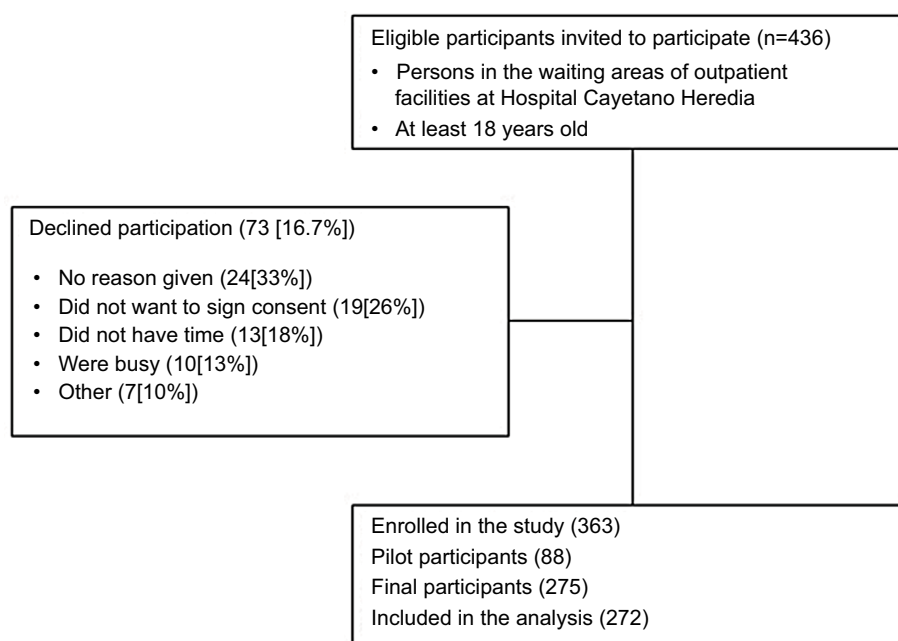 Eligible participants invited to participate (n=436)
• Persons in the waiting areas of outpatient
facilities at Hospital Cayetano Heredia
• At least 18 years old
Declined participation (73 [16.7%])
• No reason given (24[33%])
• Did not want to sign consent (19[26%])
• Did not have time (13[18%])
• Were busy (10[13%])
• Other (7[10%])
Enrolled in the study (363)
Pilot participants (88)
Final participants (275)
Included in the analysis (272)